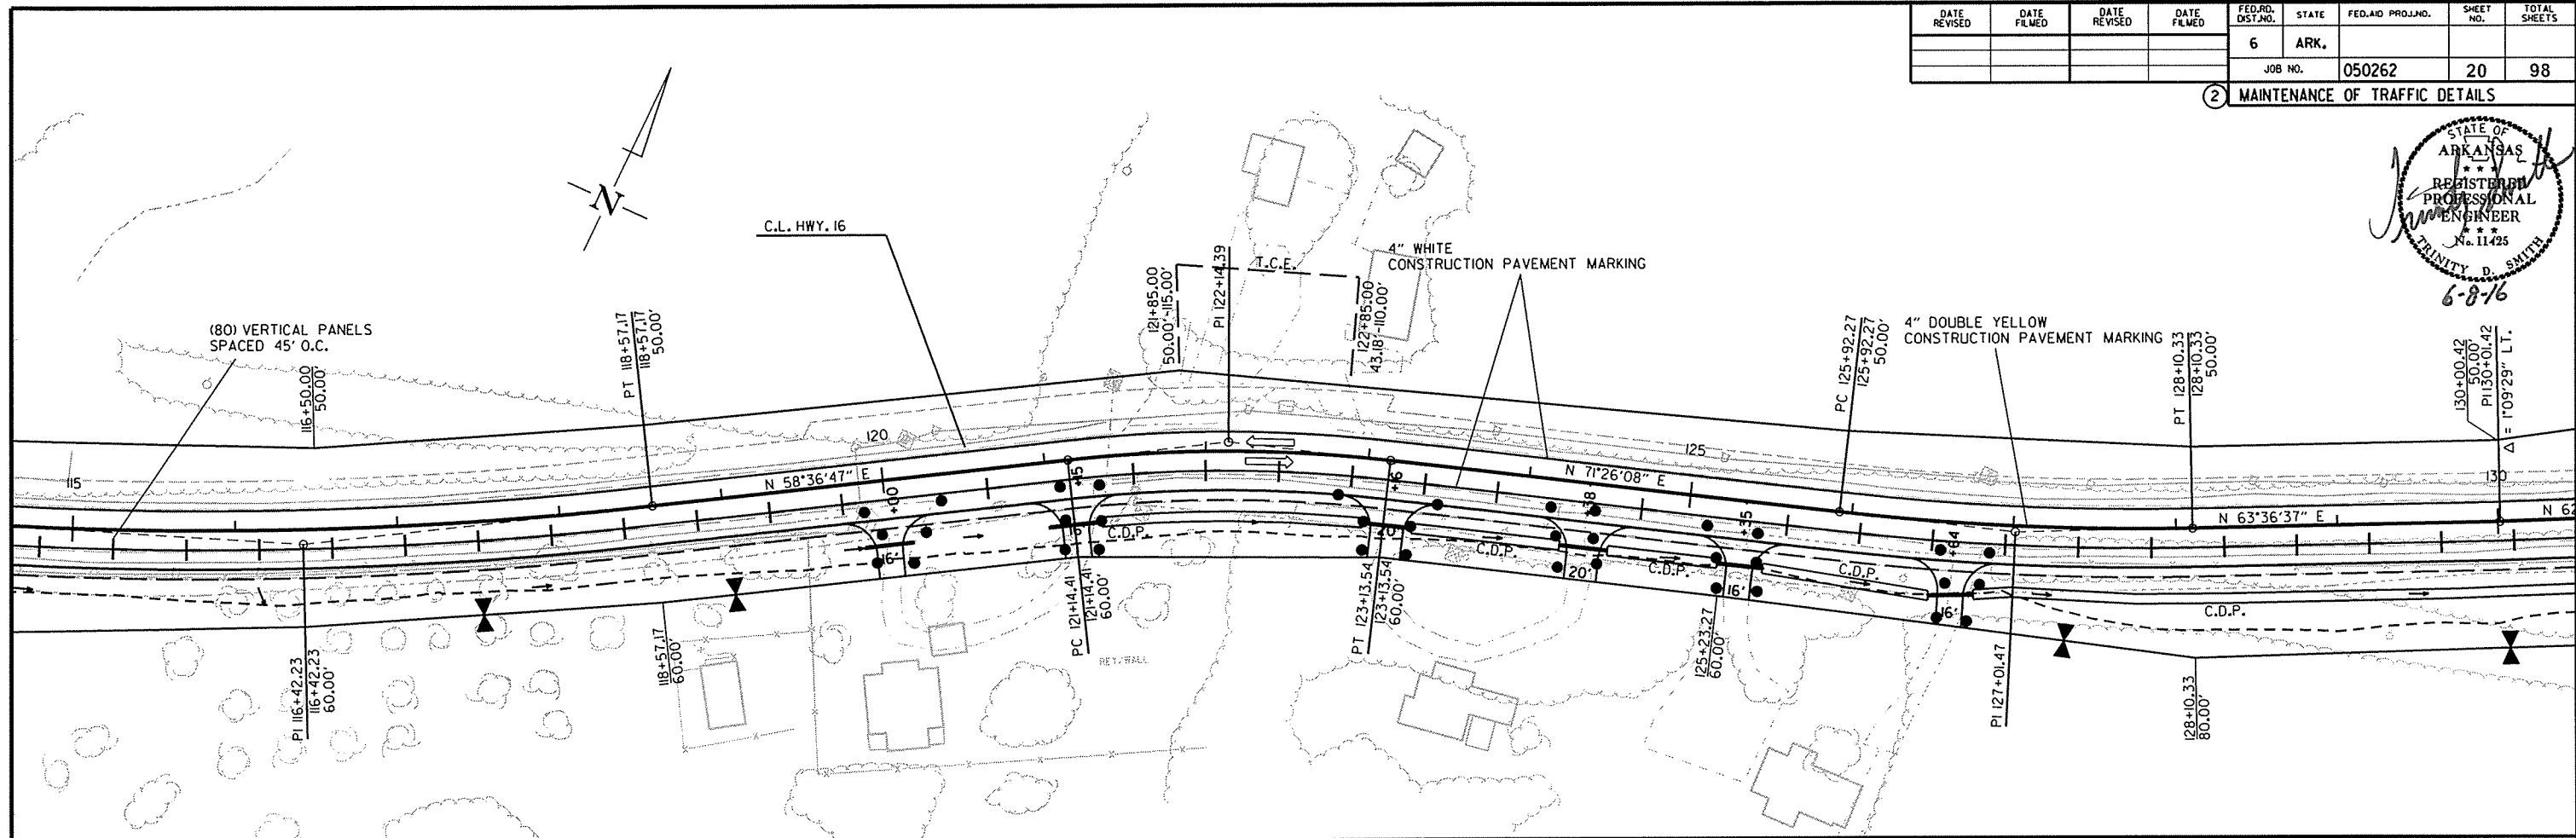 DATE REVISED
DATE FILMED
DATE REVISED
DATE FILMED
FED.RD. DIST.NO.
STATE
FED.AID PROJ.NO.
SHEET NO.
TOTAL SHEETS
6
ARK.
JOB NO.
050262
20
98
2
MAINTENANCE OF TRAFFIC DETAILS
STATE OF
ARKANSAS
REGISTERED
PROFESSIONAL
ENGINEER
No. 11425
TRINITY D. SMITH
6-8-16
N
C.L. HWY. 16
(80) VERTICAL PANELS
SPACED 45' O.C.
4" WHITE
CONSTRUCTION PAVEMENT MARKING
4" DOUBLE YELLOW
CONSTRUCTION PAVEMENT MARKING
T.C.E.
116+50.00
50.00'
PT 118+57.17
118+57.17
50.00'
121+85.00
50.00'-115.00'
PI 122+14.39
122+85.00
43.18'-110.00'
PC 125+92.27
125+92.27
50.00'
PT 128+10.33
128+10.33
50.00'
130+00.42
50.00'
PI 130+01.42
Δ = 1°09'29" LT.
115
120
125
130
N 58°36'47" E
N 71°26'08" E
N 63°36'37" E
N 62
+00
+15
+16
+38
+35
+64
16'
20'
20'
16'
16'
C.D.P.
C.D.P.
C.D.P.
C.D.P.
C.D.P.
PI 116+42.23
116+42.23
60.00'
118+57.17
60.00'
PC 121+14.41
121+14.41
60.00'
RET. WALL
PT 123+13.54
123+13.54
60.00'
125+23.27
60.00'
PI 127+01.47
128+10.33
80.00'